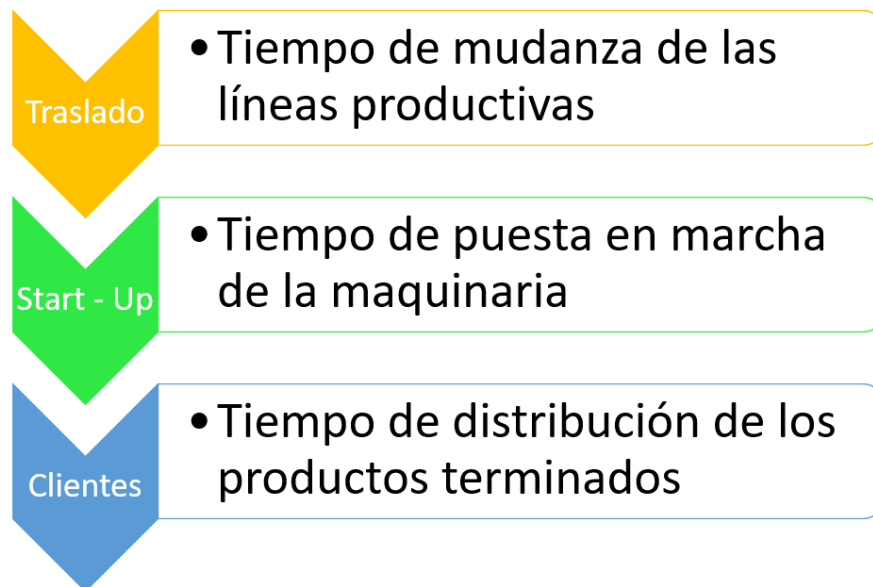 Traslado
• Tiempo de mudanza de las
líneas productivas
Start - Up
• Tiempo de puesta en marcha
de la maquinaria
Clientes
• Tiempo de distribución de los
productos terminados